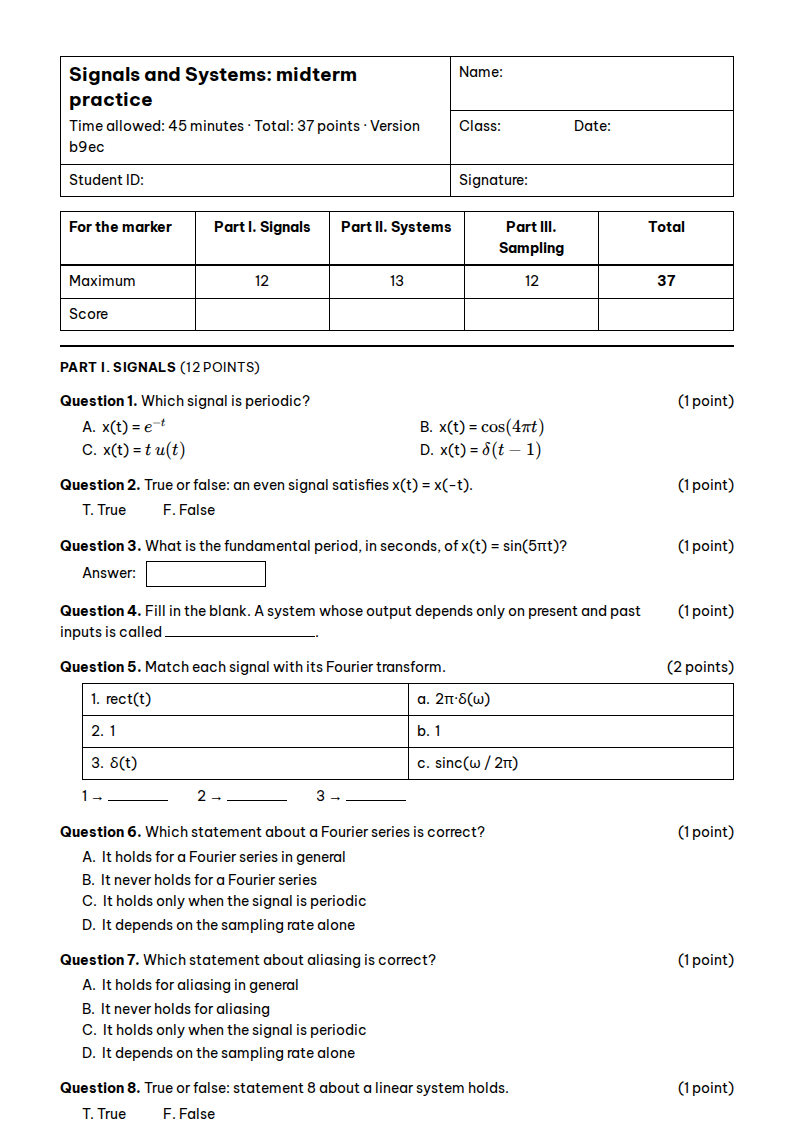 Signals and Systems: midterm
practice
Time allowed: 45 minutes · Total: 37 points · Version
b9ec
Name:
Class: Date:
Student ID:
Signature:
For the marker Part I. Signals Part II. Systems Part III.
Sampling Total
Maximum 12 13 12 37
Score
PART I. SIGNALS (12 POINTS)
Question 1. Which signal is periodic? (1 point)
A. x(t) = e^{−t} B. x(t) = cos(4πt)
C. x(t) = t u(t) D. x(t) = δ(t − 1)
Question 2. True or false: an even signal satisfies x(t) = x(-t). (1 point)
T. True F. False
Question 3. What is the fundamental period, in seconds, of x(t) = sin(5πt)? (1 point)
Answer:
Question 4. Fill in the blank. A system whose output depends only on present and past (1 point)
inputs is called ____________.
Question 5. Match each signal with its Fourier transform. (2 points)
1. rect(t) a. 2π·δ(ω)
2. 1 b. 1
3. δ(t) c. sinc(ω / 2π)
1 → ______ 2 → ______ 3 → ______
Question 6. Which statement about a Fourier series is correct? (1 point)
A. It holds for a Fourier series in general
B. It never holds for a Fourier series
C. It holds only when the signal is periodic
D. It depends on the sampling rate alone
Question 7. Which statement about aliasing is correct? (1 point)
A. It holds for aliasing in general
B. It never holds for aliasing
C. It holds only when the signal is periodic
D. It depends on the sampling rate alone
Question 8. True or false: statement 8 about a linear system holds. (1 point)
T. True F. False